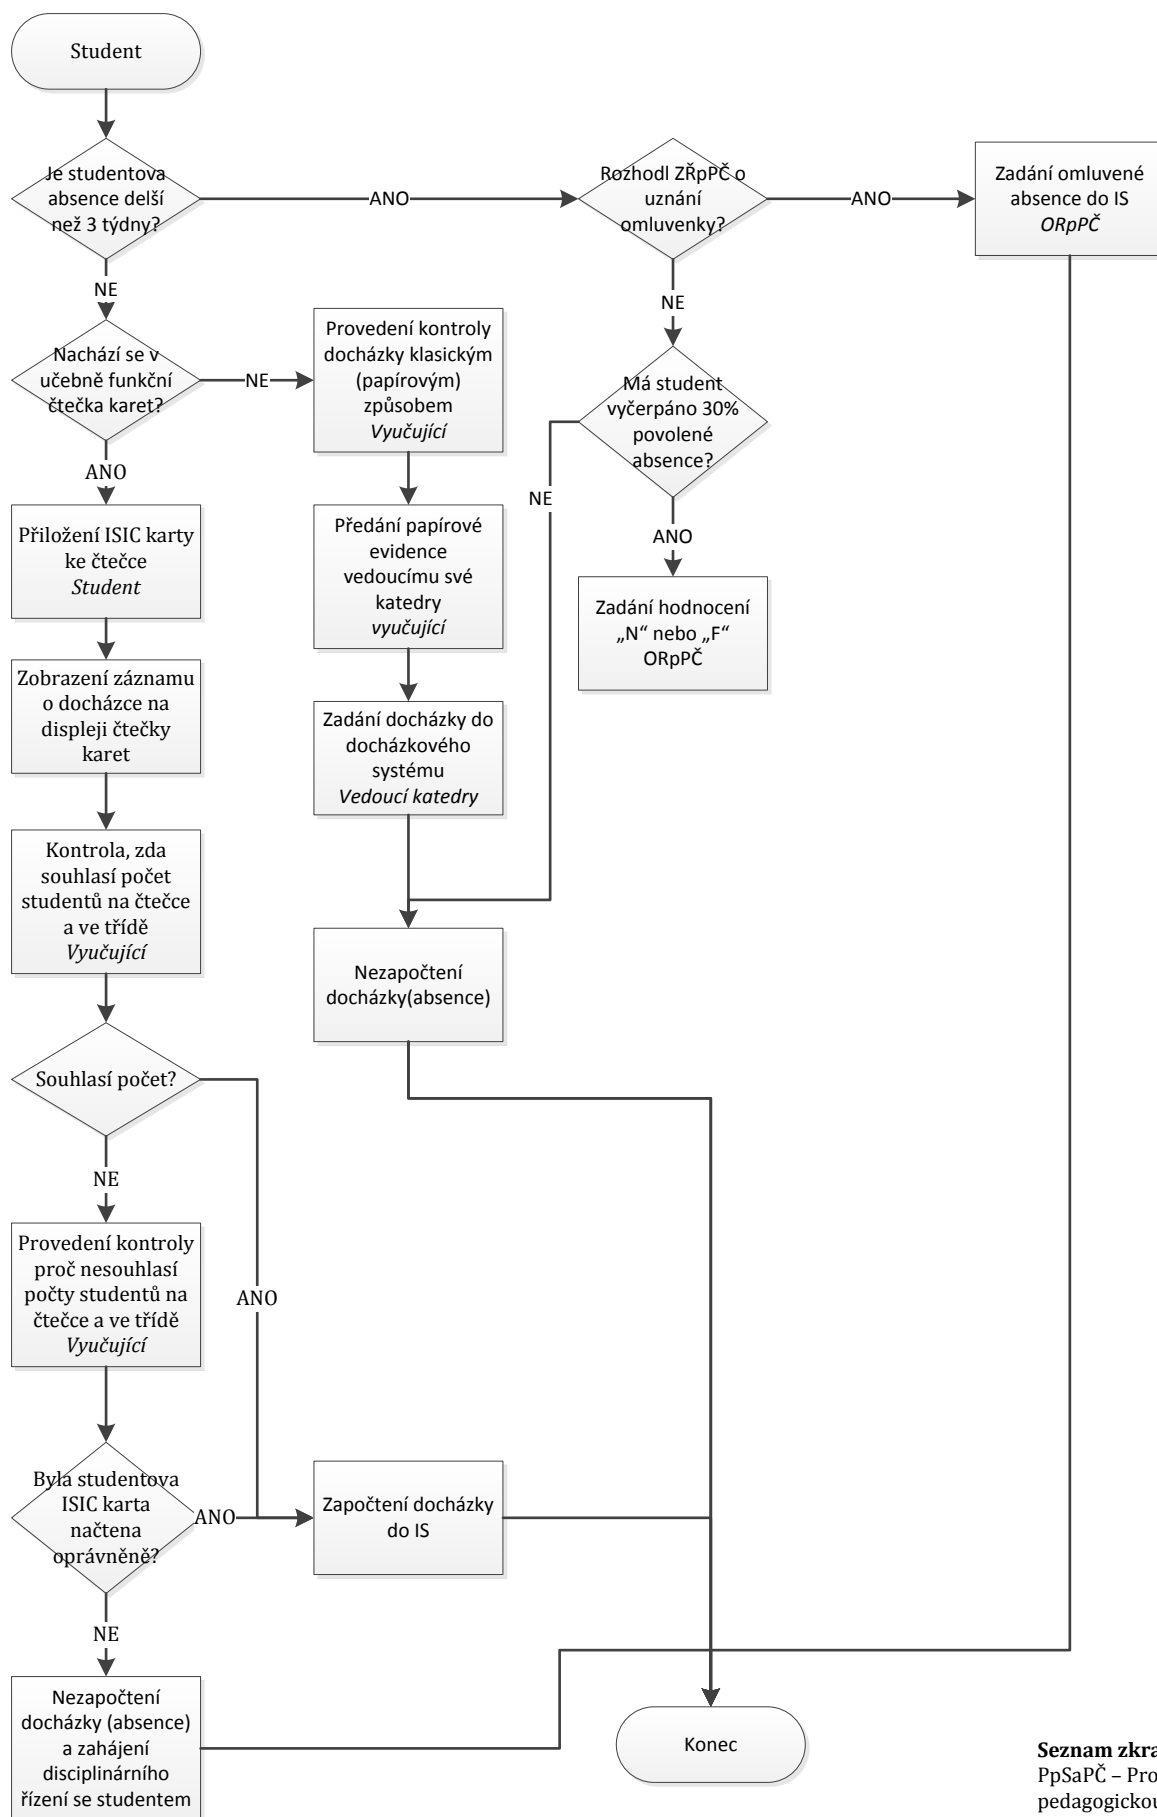 Student
Je studentova
absence delší
než 3 týdny?
ANO
Rozhodl ZŘpPČ o
uznání
omluvenky?
ANO
Zadání omluvené
absence do IS
ORpPČ
NE
NE
Nachází se v
učebně funkční
čtečka karet?
NE
Provedení kontroly
docházky klasickým
(papírovým)
způsobem
Vyučující
Má student
vyčerpáno 30%
povolené
absence?
ANO
NE
ANO
Přiložení ISIC karty
ke čtečce
Student
Předání papírové
evidence
vedoucímu své
katedry
vyučující
Zadání hodnocení
„N“ nebo „F“
ORpPČ
Zobrazení záznamu
o docházce na
displeji čtečky
karet
Zadání docházky do
docházkového
systému
Vedoucí katedry
Kontrola, zda
souhlasí počet
studentů na čtečce
a ve třídě
Vyučující
Nezapočtení
docházky(absence)
Souhlasí počet?
NE
ANO
Provedení kontroly
proč nesouhlasí
počty studentů na
čtečce a ve třídě
Vyučující
Byla studentova
ISIC karta
načtena
oprávněně?
ANO
Započtení docházky
do IS
NE
Nezapočtení
docházky (absence)
a zahájení
disciplinárního
řízení se studentem
Konec
Seznam zkra
PpSaPČ – Pro
pedagogickou